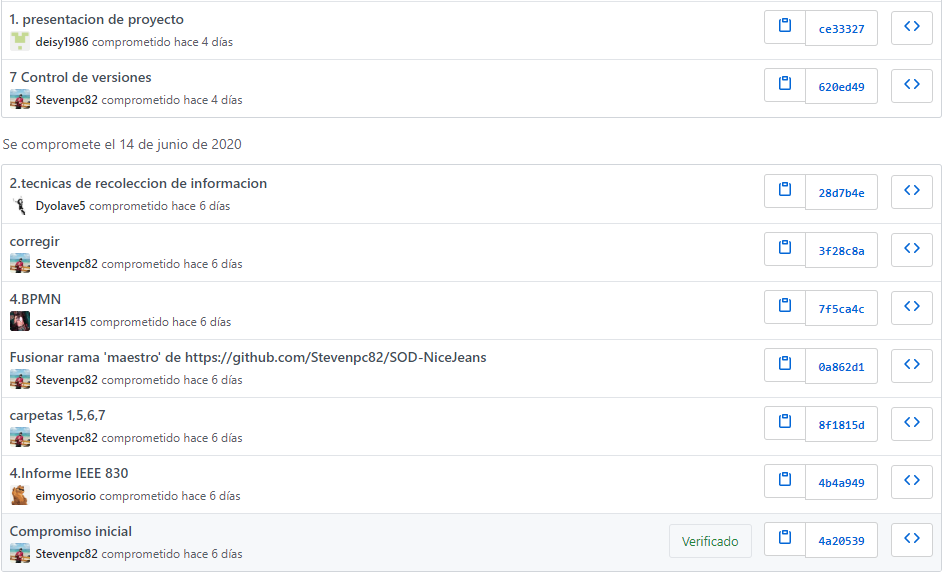 1. presentacion de proyecto
deisy1986 comprometido hace 4 días
ce33327
7 Control de versiones
Stevenpc82 comprometido hace 4 días
620ed49
Se compromete el 14 de junio de 2020
2.tecnicas de recoleccion de informacion
Dyolave5 comprometido hace 6 días
28d7b4e
corregir
Stevenpc82 comprometido hace 6 días
3f28c8a
4.BPMN
cesar1415 comprometido hace 6 días
7f5ca4c
Fusionar rama 'maestro' de https://github.com/Stevenpc82/SOD-NiceJeans
Stevenpc82 comprometido hace 6 días
0a862d1
carpetas 1,5,6,7
Stevenpc82 comprometido hace 6 días
8f1815d
4.Informe IEEE 830
eimyosorio comprometido hace 6 días
4b4a949
Compromiso inicial
Stevenpc82 comprometido hace 6 días
Verificado
4a20539